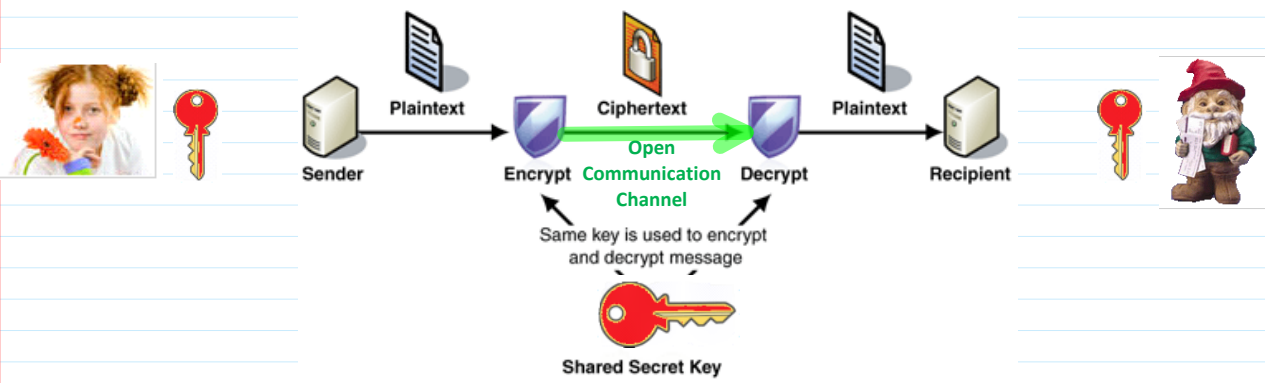 Plaintext
Ciphertext
Plaintext
Sender
Encrypt
Open
Communication
Channel
Decrypt
Recipient
Same key is used to encrypt
and decrypt message
Shared Secret Key